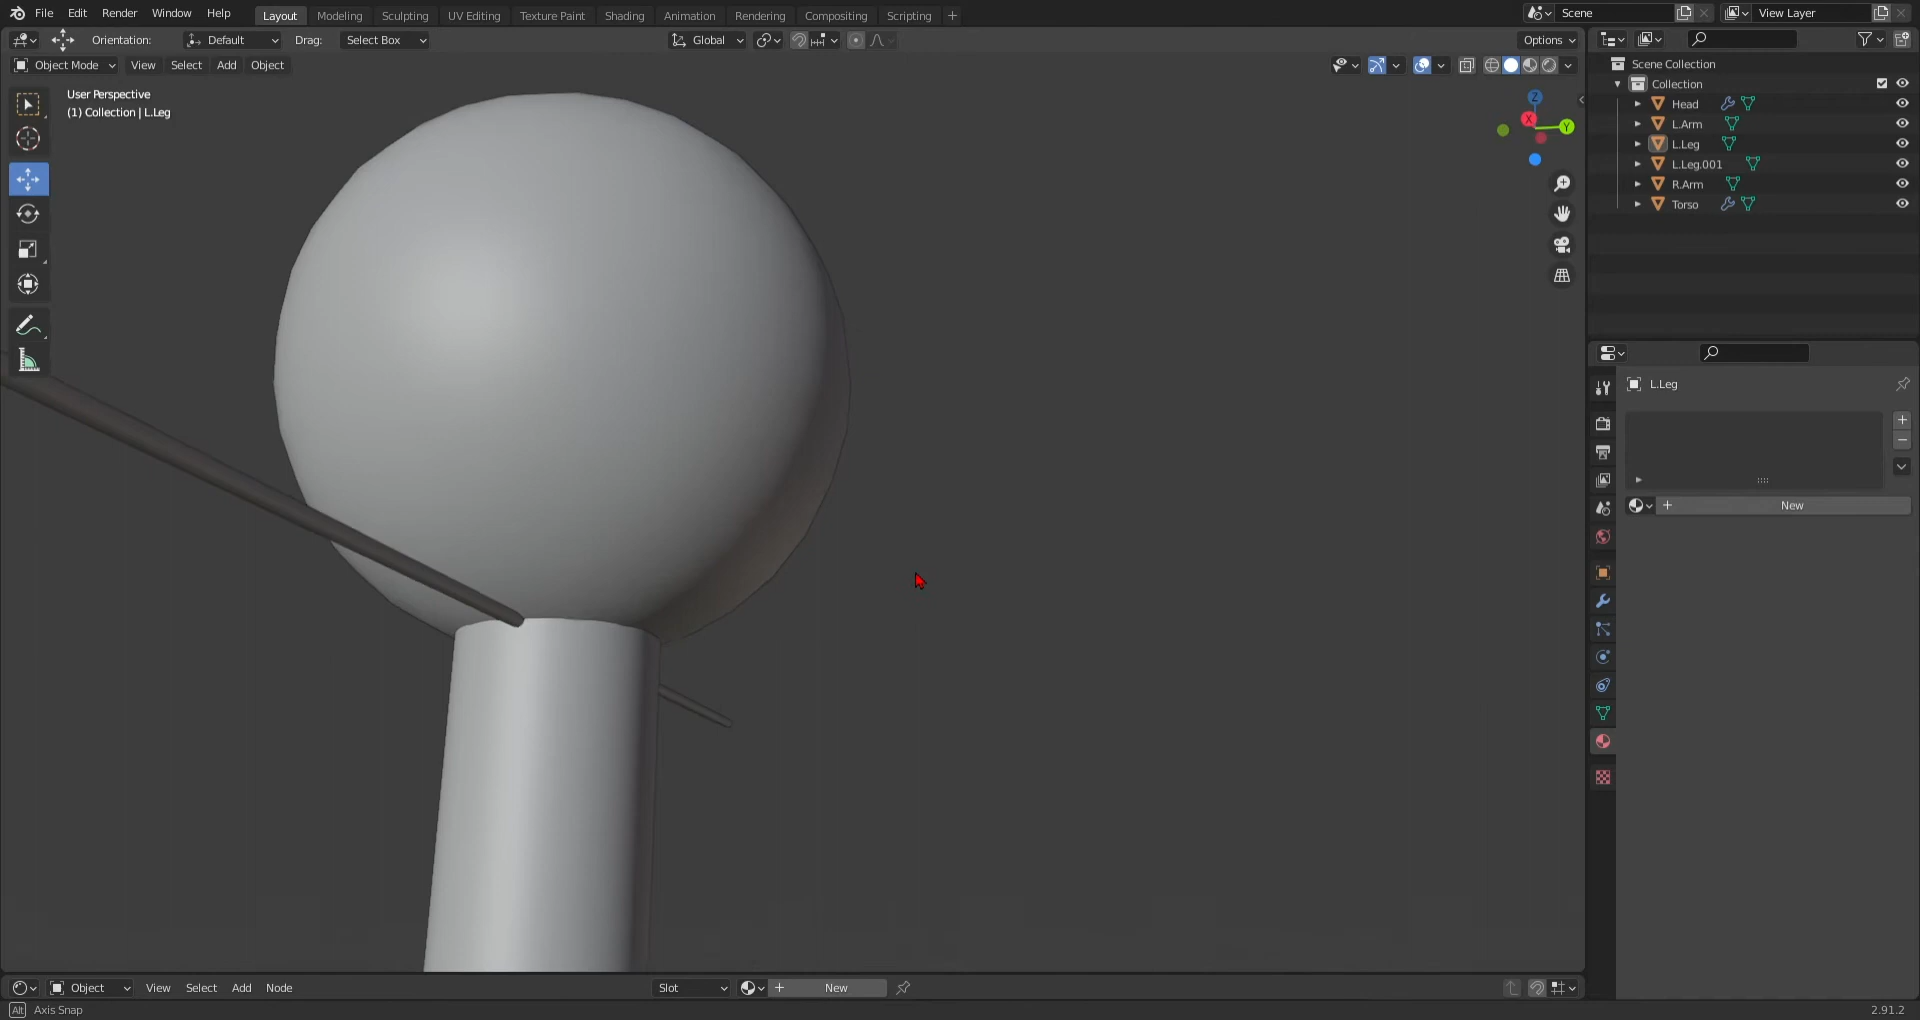 File Edit Render Window Help Layout Modeling Sculpting UV Editing Texture Paint Shading Animation Rendering Compositing Scripting + Scene View Layer
Orientation: Default Drag: Select Box Global Options
Object Mode View Select Add Object
User Perspective
(1) Collection | L.Leg
Z
X
Y
Scene Collection
Collection
Head
L.Arm
L.Leg
L.Leg.001
R.Arm
Torso
L.Leg
New
Object View Select Add Node Slot New
Alt Axis Snap 2.91.2